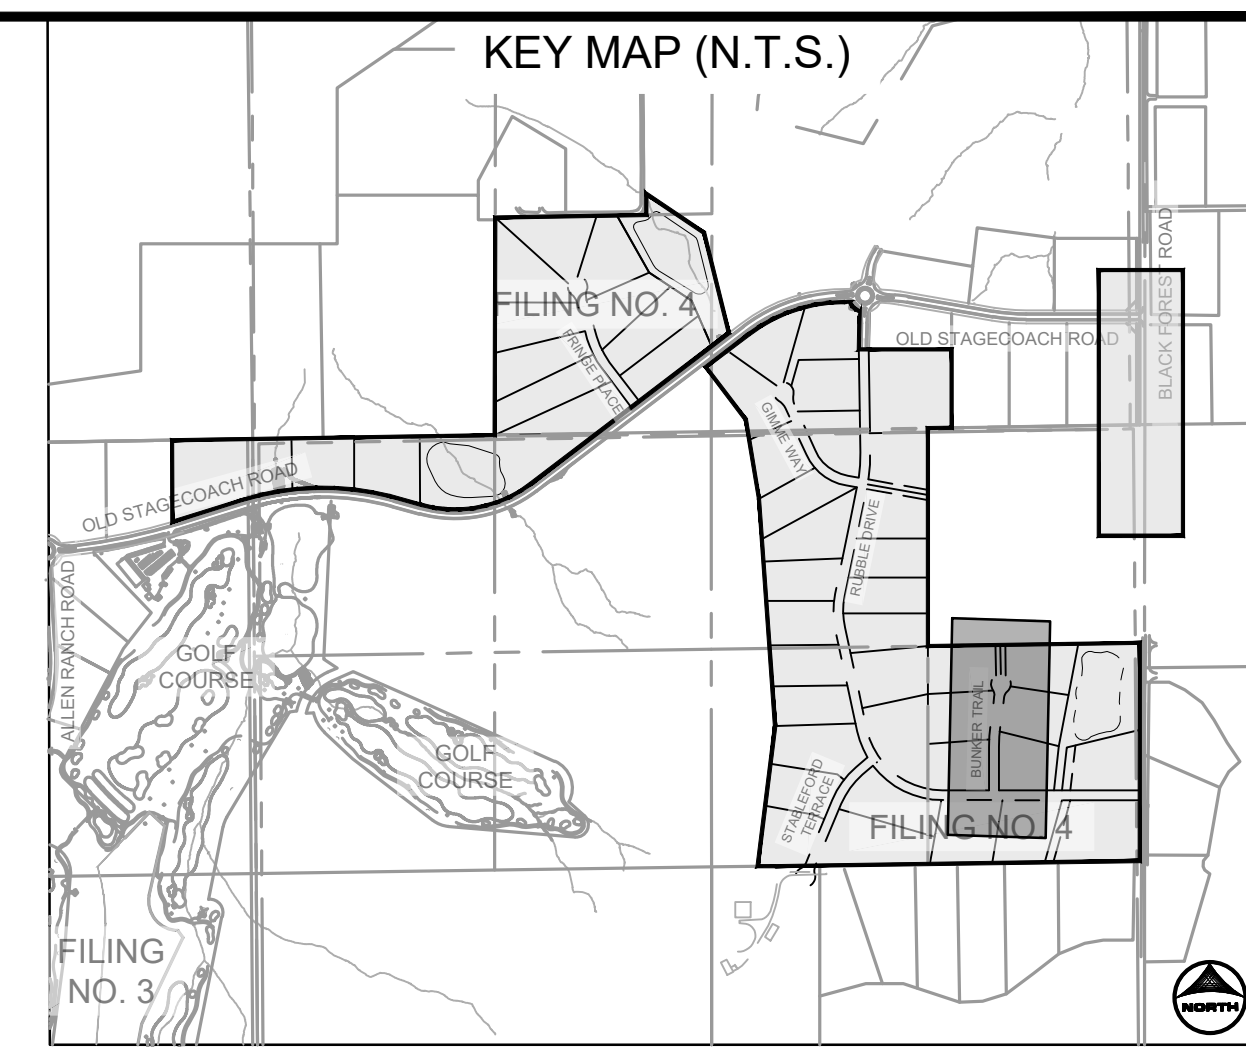 KEY MAP (N.T.S.)
FILING NO. 4
BLACK FOREST ROAD
OLD STAGECOACH ROAD
FRINGE PLACE
GIMME WAY
OLD STAGECOACH ROAD
RUBBLE DRIVE
ALLEN RANCH ROAD
GOLF
COURSE
BUNKER TRAIL
GOLF
COURSE
STABLEFORD
TERRACE
FILING NO. 4
FILING
NO. 3
NORTH